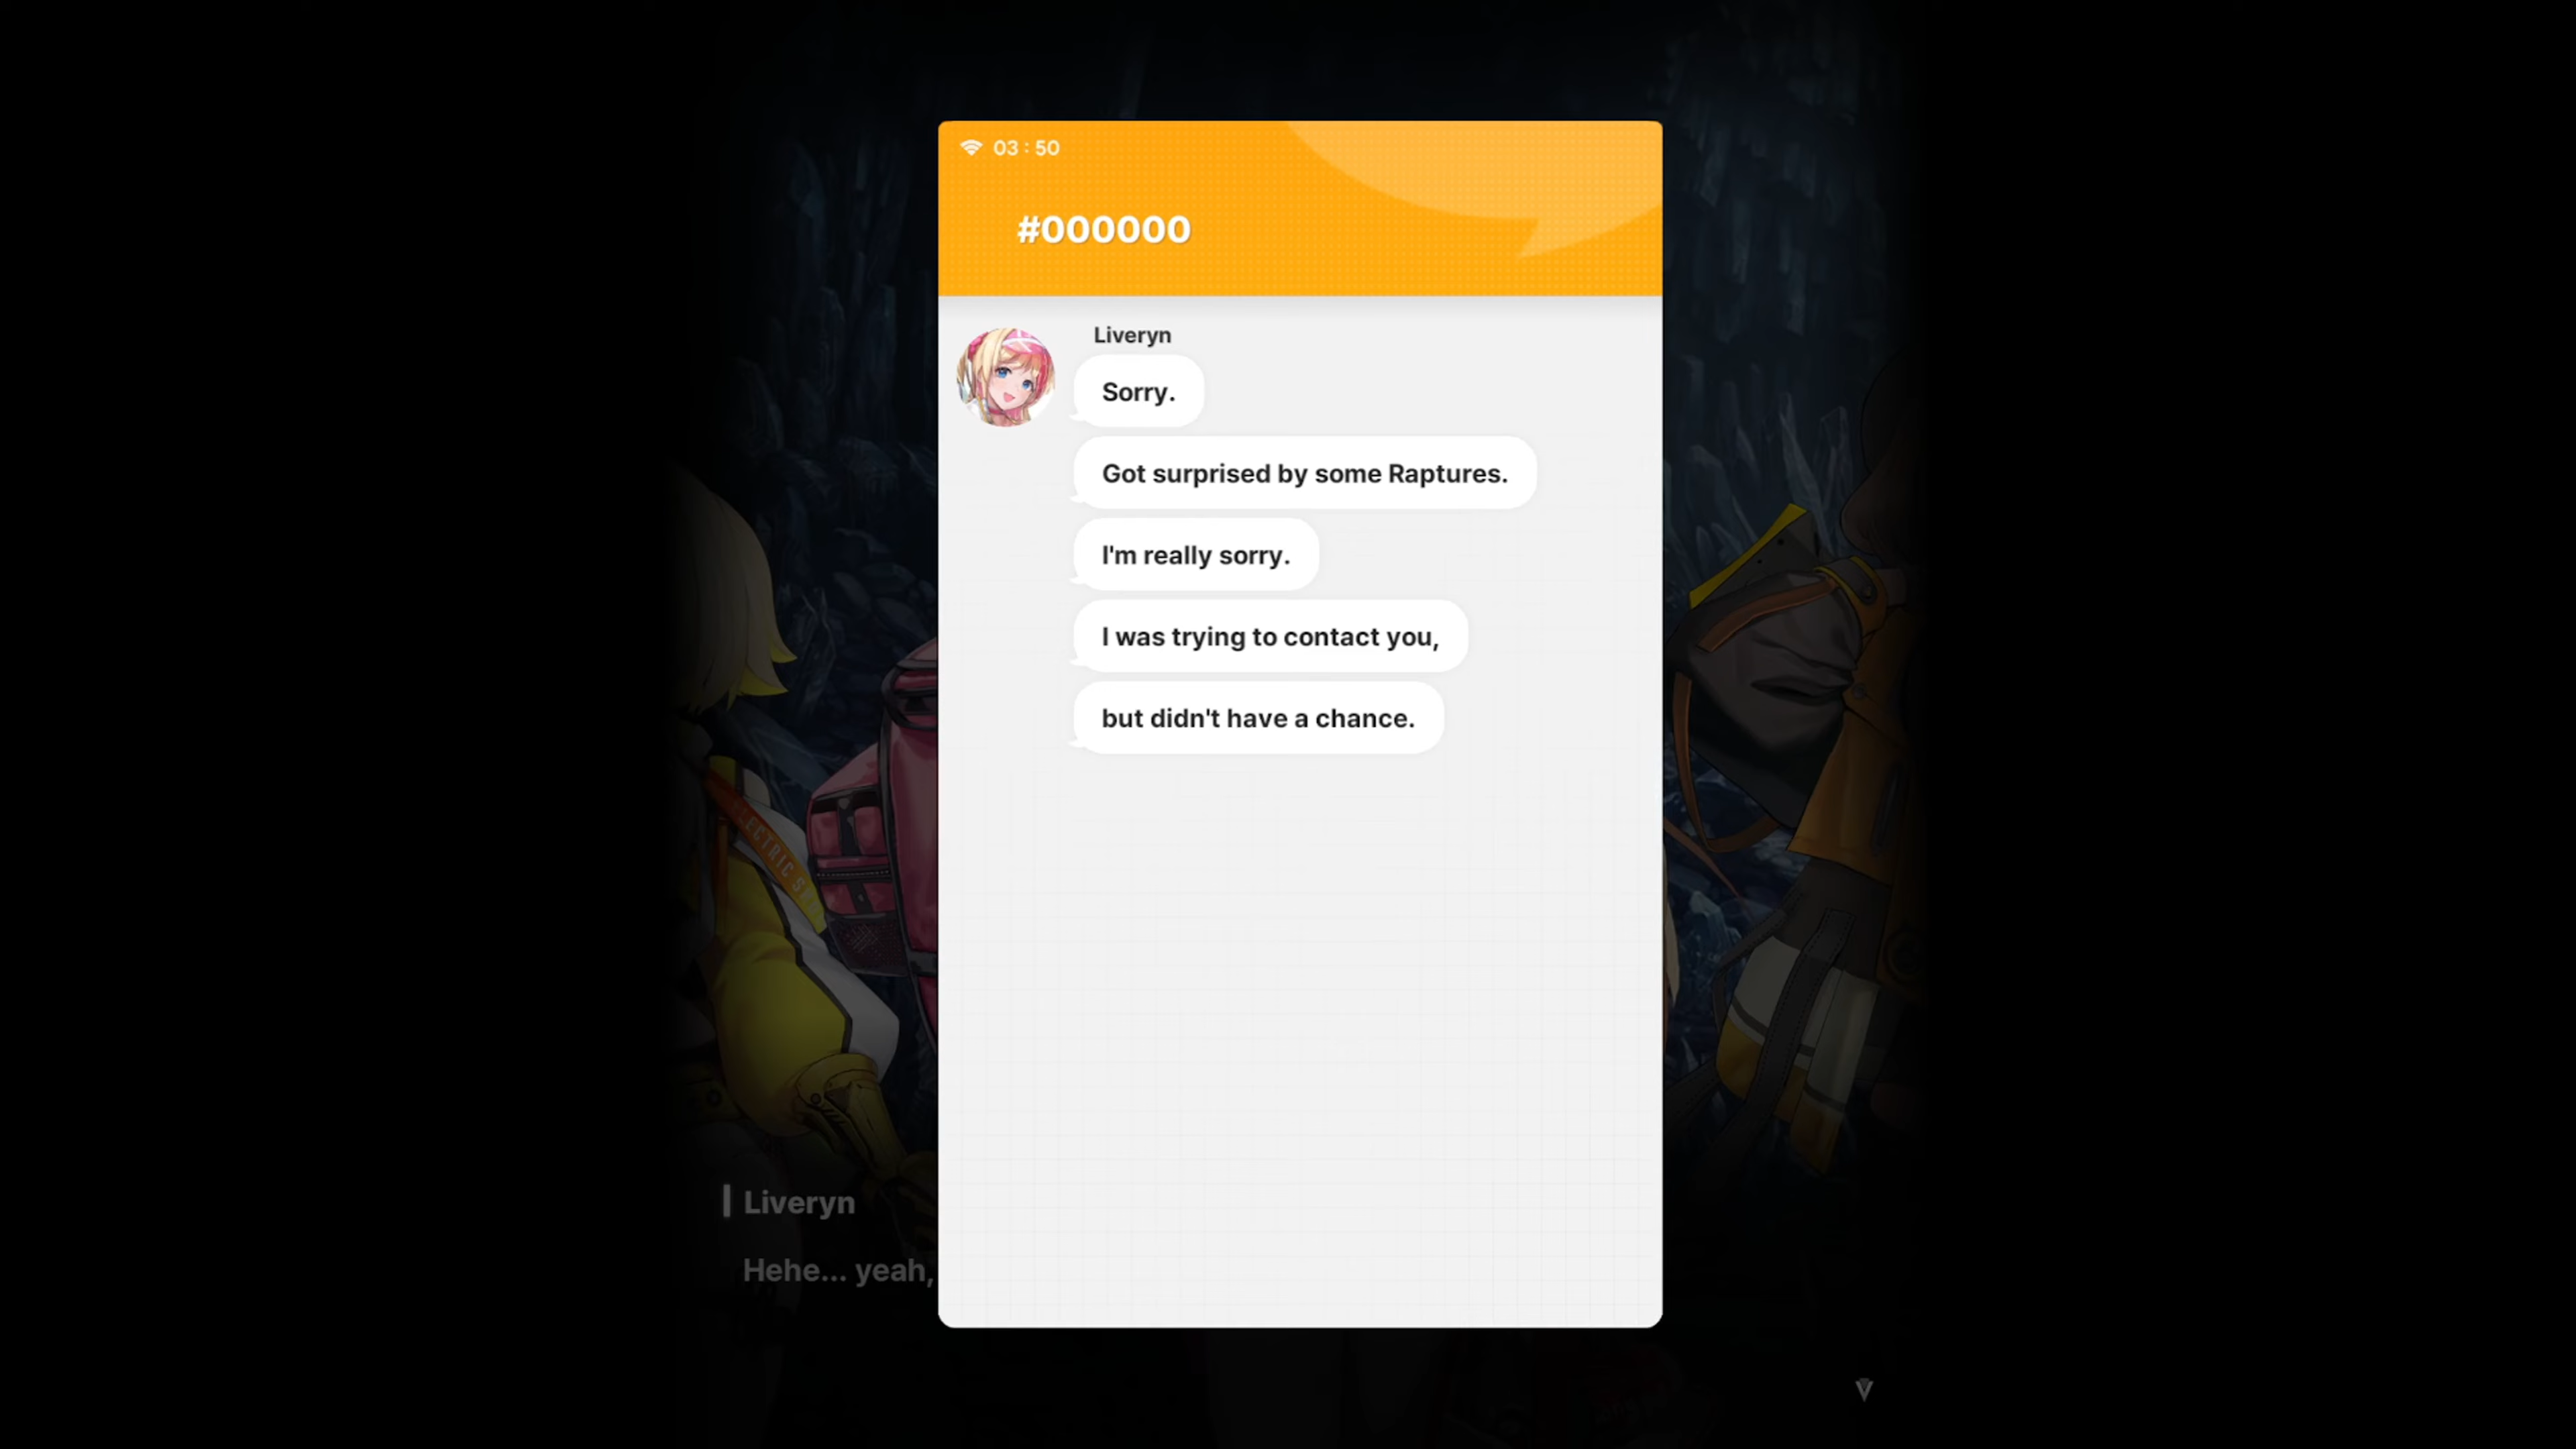 03 : 50
#000000
Liveryn
Sorry.
Got surprised by some Raptures.
I'm really sorry.
I was trying to contact you,
but didn't have a chance.
Liveryn
Hehe... yeah,